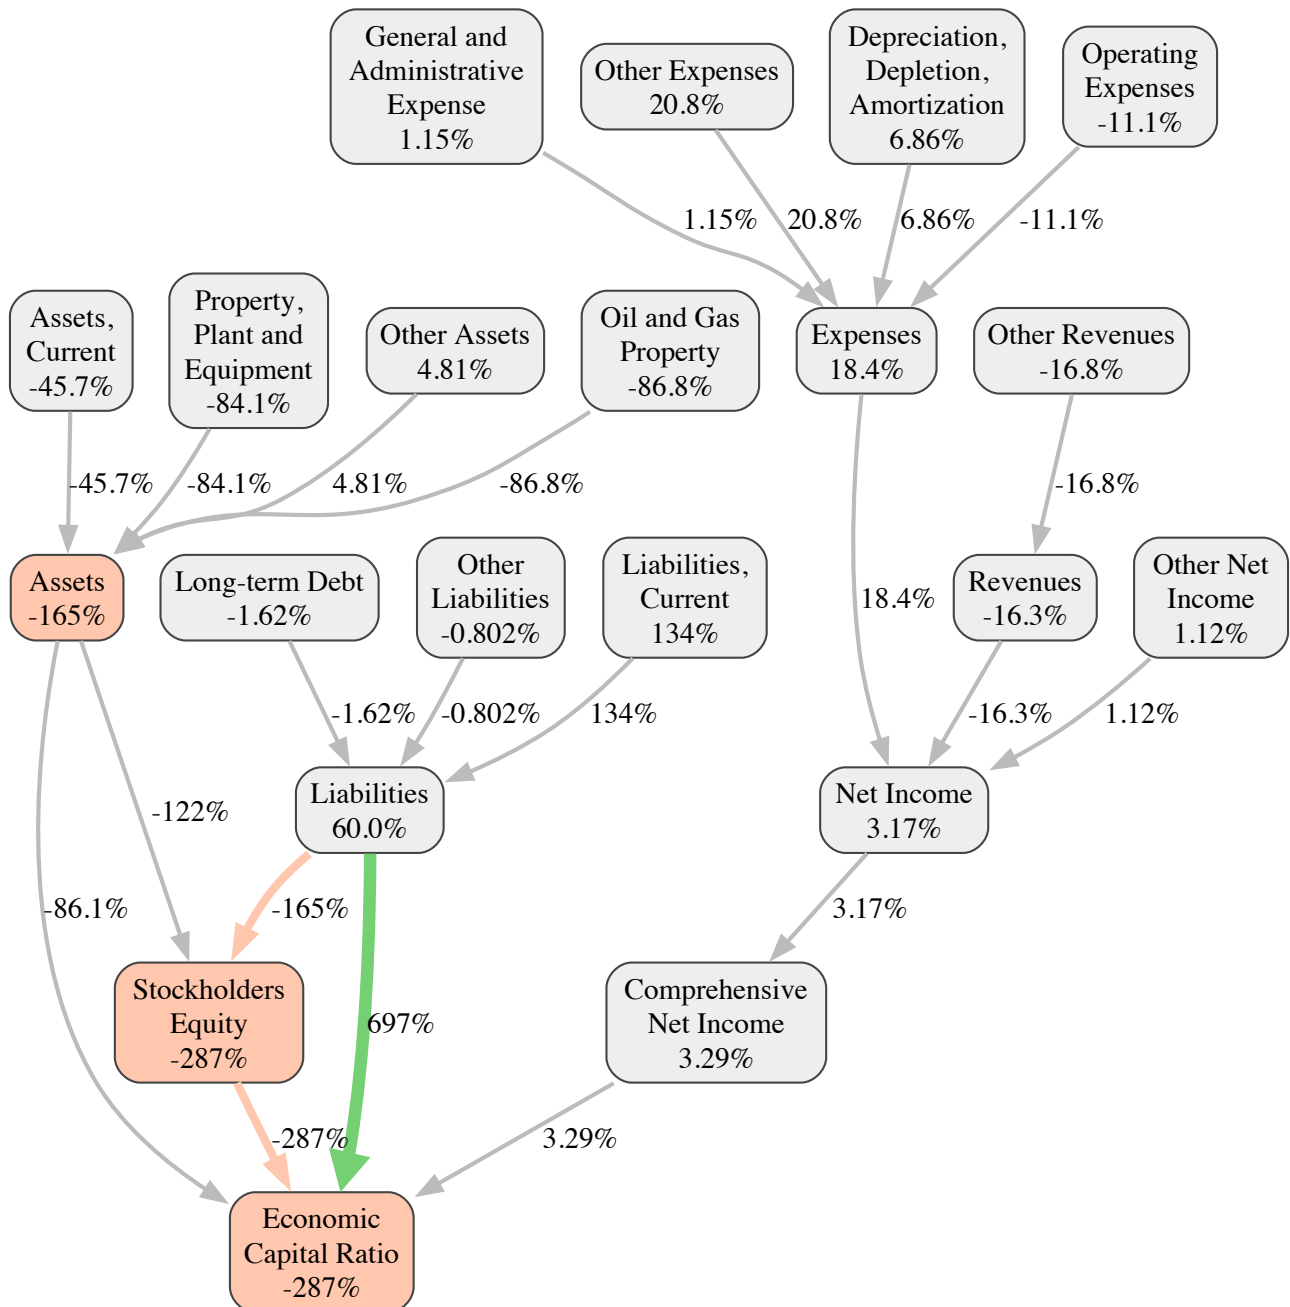 General and
Administrative
Expense
1.15%
Other Expenses
20.8%
Depreciation,
Depletion,
Amortization
6.86%
Operating
Expenses
-11.1%
1.15%
20.8%
6.86%
-11.1%
Assets,
Current
-45.7%
Property,
Plant and
Equipment
-84.1%
Other Assets
4.81%
Oil and Gas
Property
-86.8%
Expenses
18.4%
Other Revenues
-16.8%
-45.7%
-84.1%
4.81%
-86.8%
-16.8%
Assets
-165%
Long-term Debt
-1.62%
Other
Liabilities
-0.802%
Liabilities,
Current
134%
18.4%
Revenues
-16.3%
Other Net
Income
1.12%
-1.62%
-0.802%
134%
-16.3%
1.12%
-122%
Liabilities
60.0%
Net Income
3.17%
-86.1%
-165%
3.17%
Stockholders
Equity
-287%
697%
Comprehensive
Net Income
3.29%
-287%
3.29%
Economic
Capital Ratio
-287%